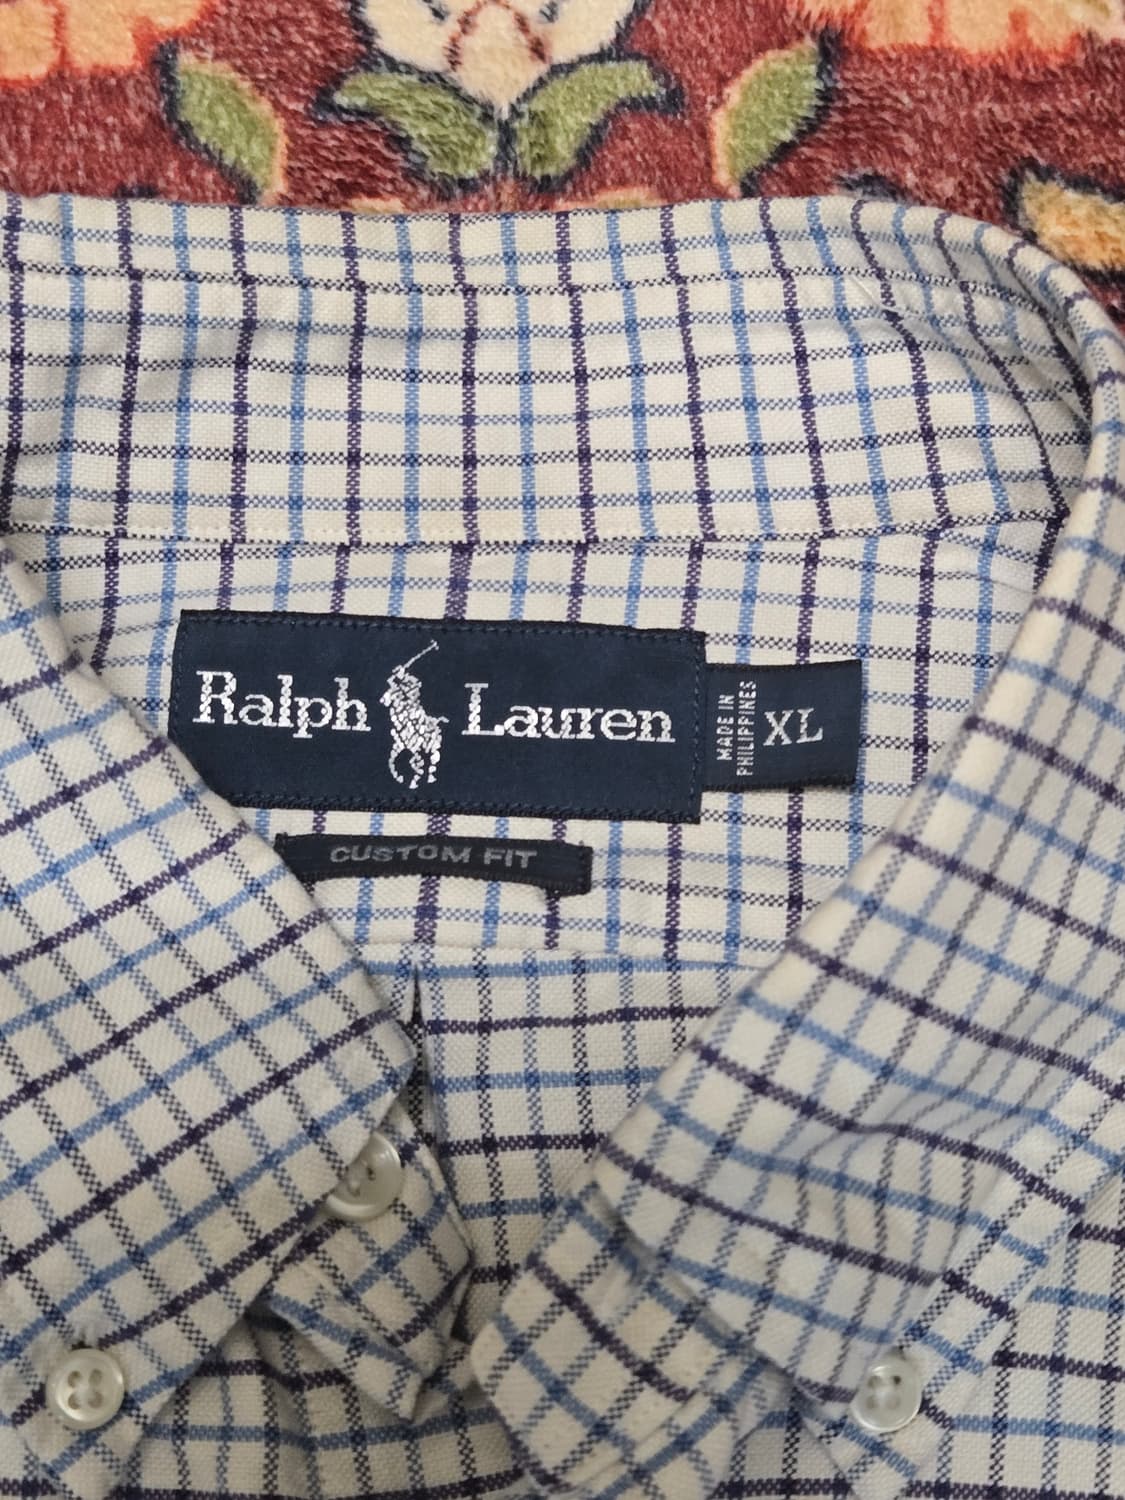 Ralph Lauren
MADE IN
PHILIPPINES
XL
CUSTOM FIT